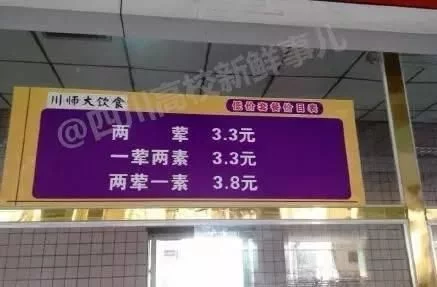 川师大饮食
低价套餐价目表
两 荤 3.3元
一荤两素 3.3元
两荤一素 3.8元
@四川高校新鲜事儿